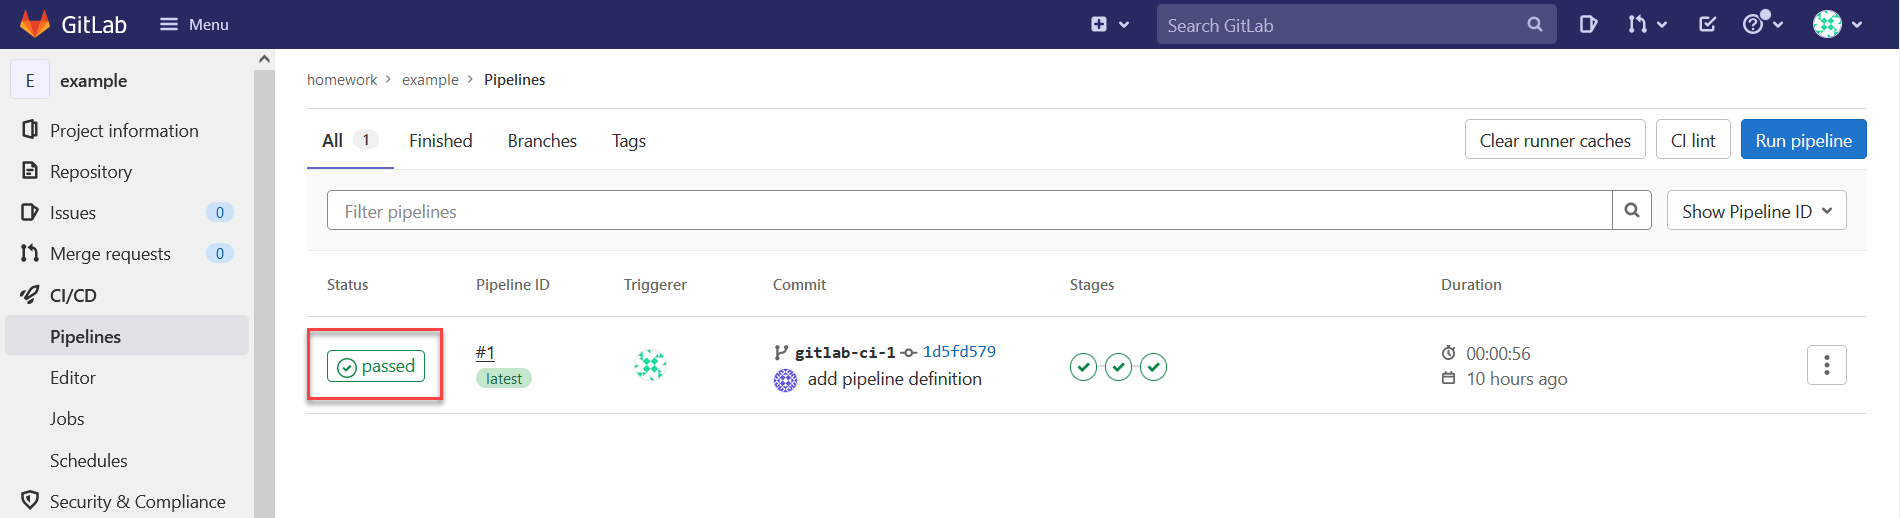 GitLab
Menu
Search GitLab
E example
Project information
Repository
Issues 0
Merge requests 0
CI/CD
Pipelines
Editor
Jobs
Schedules
Security & Compliance
homework > example > Pipelines
All 1 Finished Branches Tags
Clear runner caches CI lint Run pipeline
Filter pipelines
Show Pipeline ID
Status Pipeline ID Triggerer Commit Stages Duration
passed
#1
latest
gitlab-ci-1 1d5fd579
add pipeline definition
00:00:56
10 hours ago